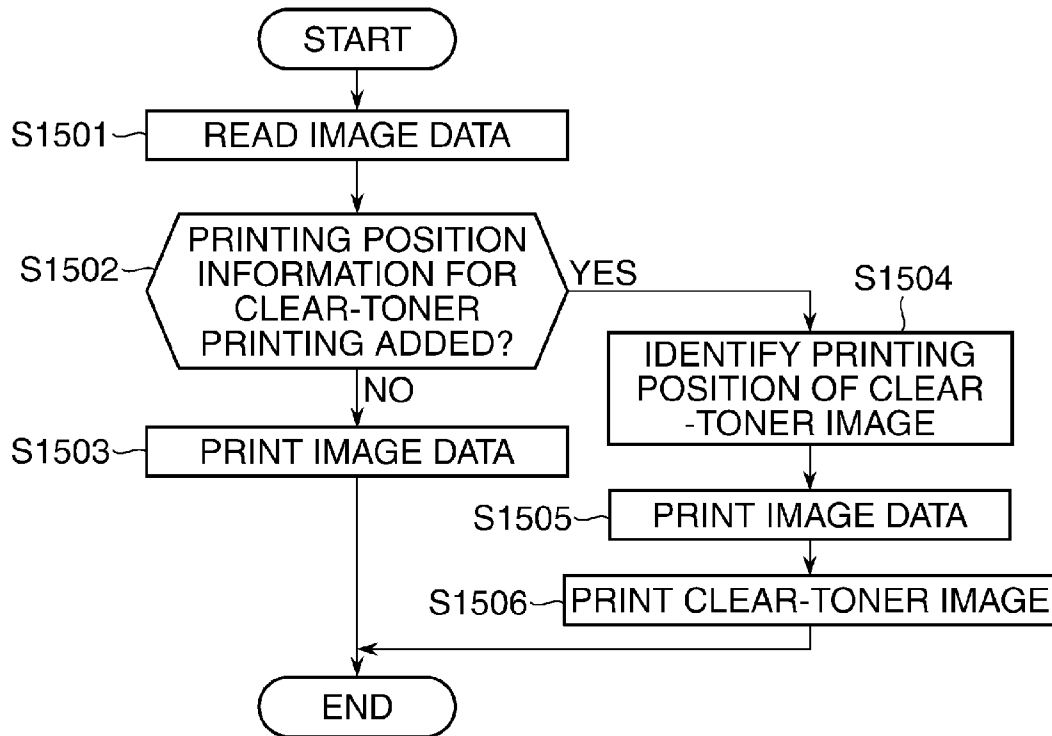 START
S1501
READ IMAGE DATA
S1502
PRINTING POSITION
INFORMATION FOR
CLEAR-TONER
PRINTING ADDED?
YES
NO
S1503
PRINT IMAGE DATA
S1504
IDENTIFY PRINTING
POSITION OF CLEAR
-TONER IMAGE
S1505
PRINT IMAGE DATA
S1506
PRINT CLEAR-TONER IMAGE
END